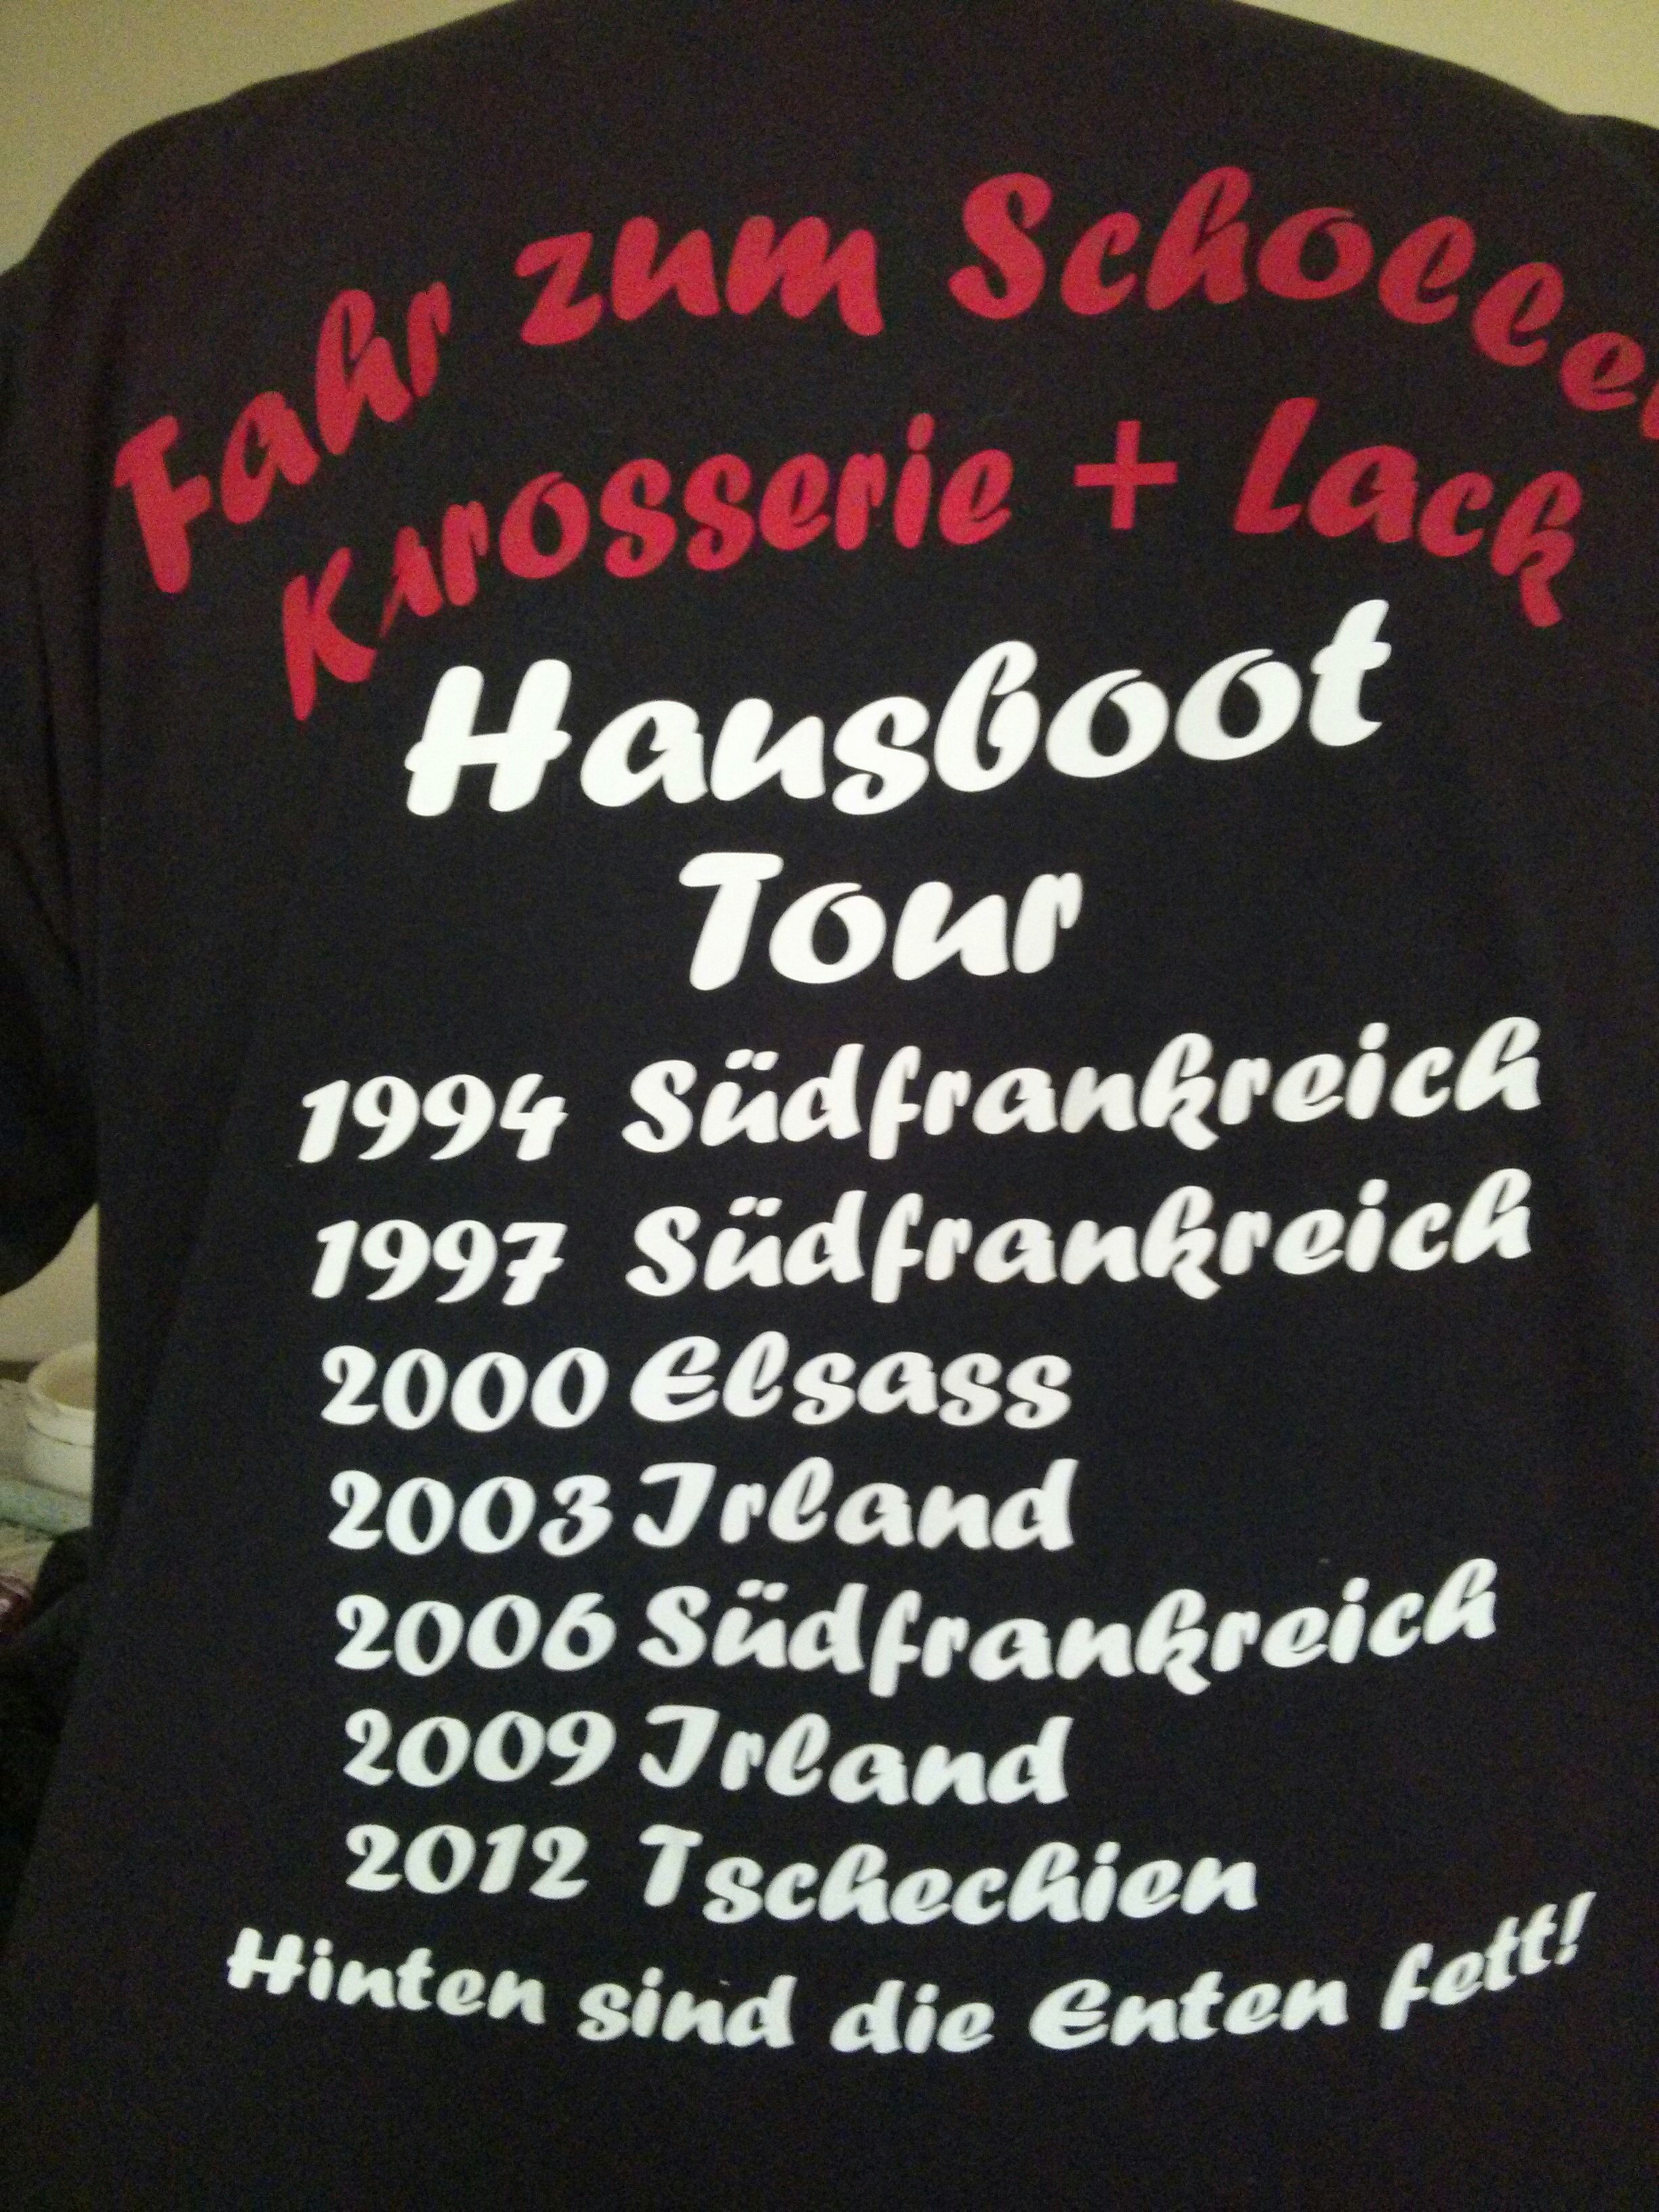 Fahr zum Scholler
Karosserie + Lack
Hausboot
Tour
1994 Südfrankreich
1997 Südfrankreich
2000 Elsass
2003 Irland
2006 Südfrankreich
2009 Irland
2012 Tschechien
Hinten sind die Enten fett!